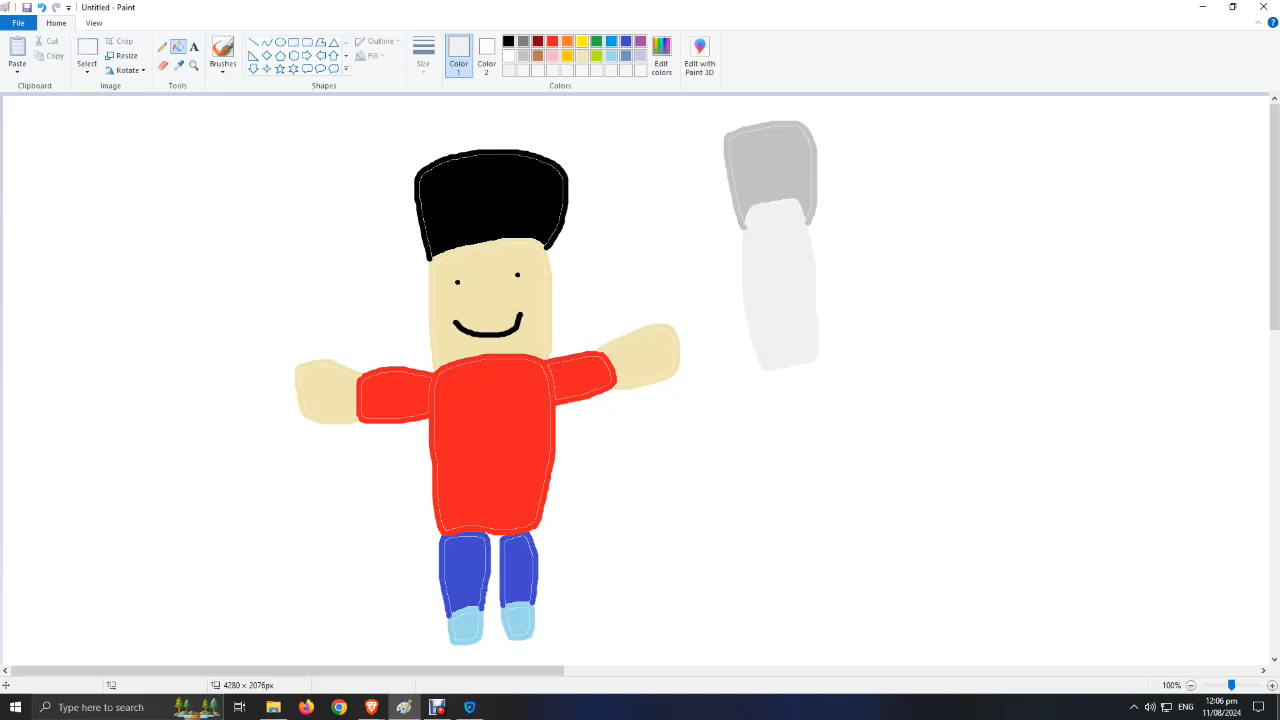 Untitled - Paint
File
Home
View
Paste
Cut
Copy
Clipboard
Select
Crop
Resize
Rotate
Image
A
Tools
Brushes
Outline
Fill
Shapes
Size
Color
1
Color
2
Colors
Edit
colors
Edit with
Paint 3D
?
4280 × 2076px
100%
Type here to search
ENG
12:06 pm
11/08/2024